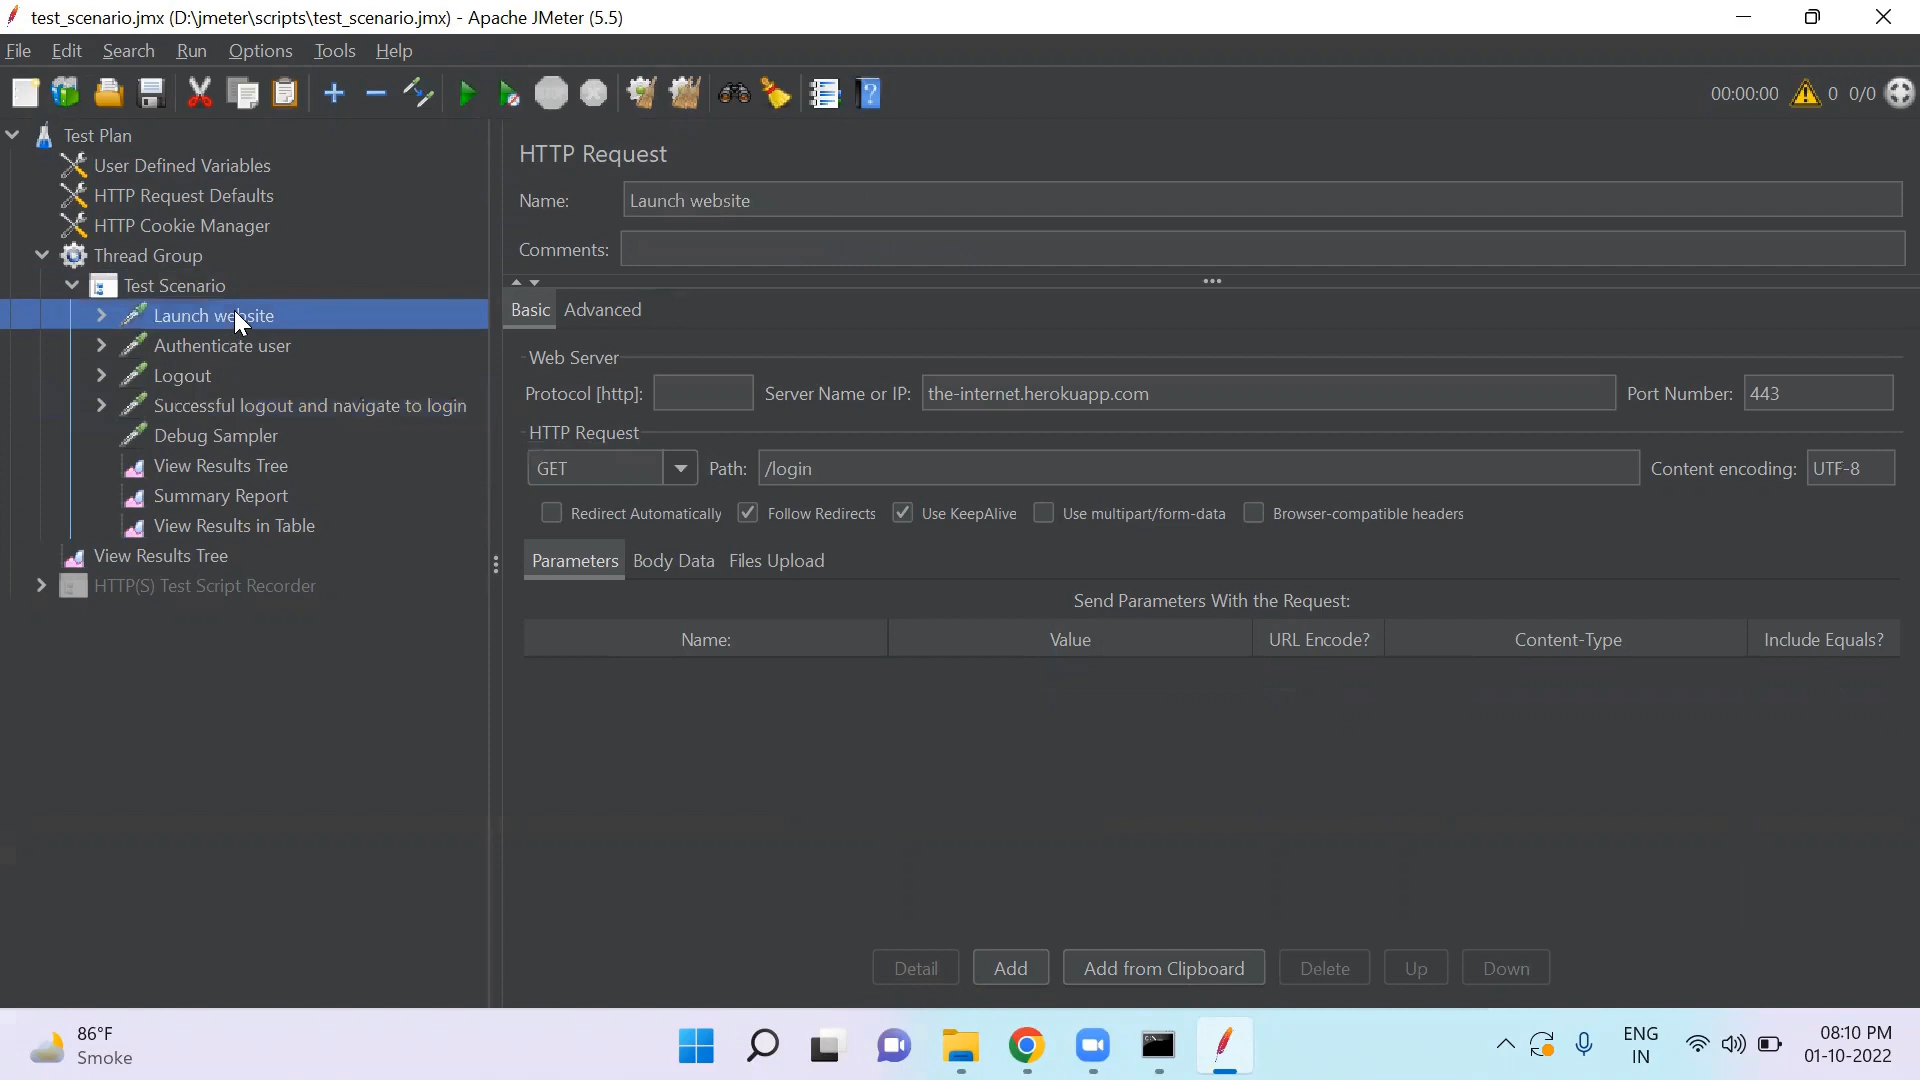 test_scenario.jmx (D:\jmeter\scripts\test_scenario.jmx) - Apache JMeter (5.5)
File Edit Search Run Options Tools Help
00:00:00 0 0/0
Test Plan
User Defined Variables
HTTP Request Defaults
HTTP Cookie Manager
Thread Group
Test Scenario
Launch website
Authenticate user
Logout
Successful logout and navigate to login
Debug Sampler
View Results Tree
Summary Report
View Results in Table
View Results Tree
HTTP(S) Test Script Recorder
HTTP Request
Name: Launch website
Comments:
Basic Advanced
Web Server
Protocol [http]: Server Name or IP: the-internet.herokuapp.com Port Number: 443
HTTP Request
GET Path: /login Content encoding: UTF-8
Redirect Automatically Follow Redirects Use KeepAlive Use multipart/form-data Browser-compatible headers
Parameters Body Data Files Upload
Send Parameters With the Request:
Name: Value URL Encode? Content-Type Include Equals?
Detail Add Add from Clipboard Delete Up Down
86°F
Smoke
ENG
IN
08:10 PM
01-10-2022